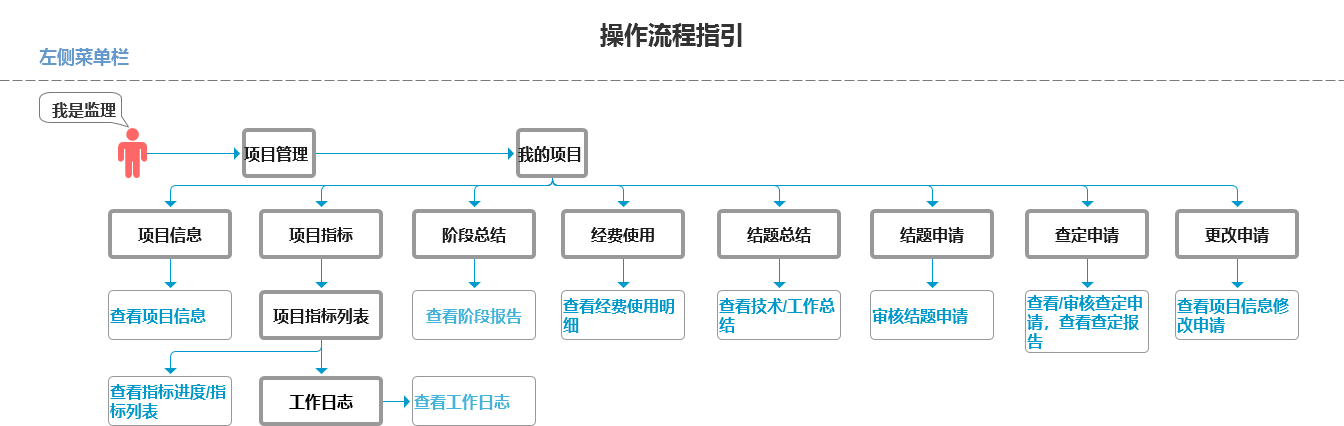 操作流程指引
左侧菜单栏
我是监理
项目管理
我的项目
项目信息
项目指标
阶段总结
经费使用
结题总结
结题申请
查定申请
更改申请
查看项目信息
项目指标列表
查看阶段报告
查看经费使用明
细
查看技术/工作总
结
审核结题申请
查看/审核查定申
请，查看查定报
告
查看项目信息修
改申请
查看指标进度/指
标列表
工作日志
查看工作日志